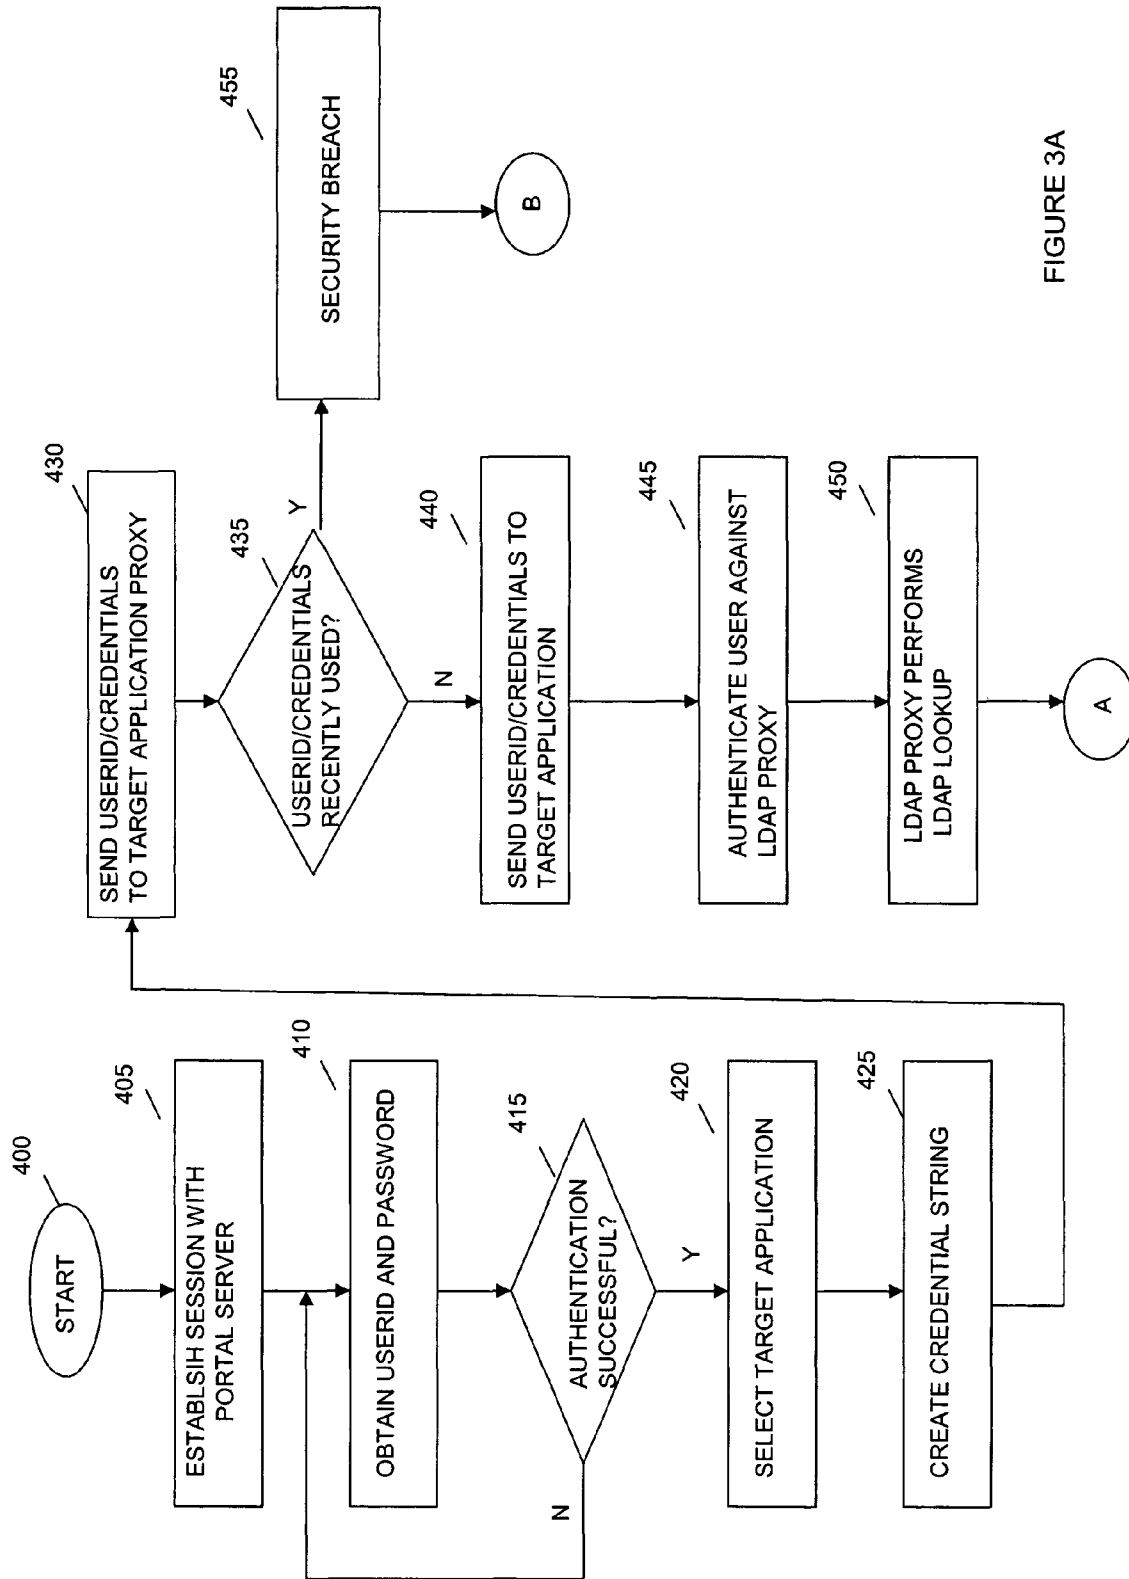 400
START
405
ESTABLSIH SESSION WITH
PORTAL SERVER
410
OBTAIN USERID AND PASSWORD
415
AUTHENTICATION
SUCCESSFUL?
N
Y
420
SELECT TARGET APPLICATION
425
CREATE CREDENTIAL STRING
430
SEND USERID/CREDENTIALS
TO TARGET APPLICATION PROXY
435
USERID/CREDENTIALS
RECENTLY USED?
Y
N
440
SEND USERID/CREDENTIALS TO
TARGET APPLICATION
445
AUTHENTICATE USER AGAINST
LDAP PROXY
450
LDAP PROXY PERFORMS
LDAP LOOKUP
A
455
SECURITY BREACH
B
FIGURE 3A